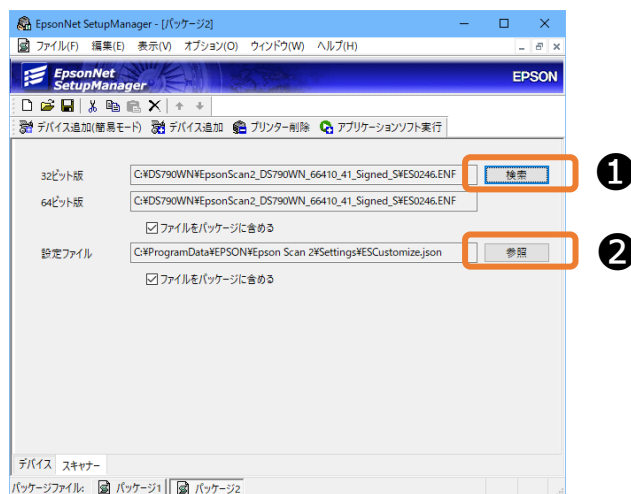 EpsonNet SetupManager - [パッケージ2]
ファイル(F) 編集(E) 表示(V) オプション(O) ウィンドウ(W) ヘルプ(H)
EpsonNet
SetupManager
EPSON
デバイス追加(簡易モード) デバイス追加 プリンター削除 アプリケーションソフト実行
32ビット版 C:¥DS790WN¥EpsonScan2_DS790WN_66410_41_Signed_S¥ES0246.ENF 検索 ❶
64ビット版 C:¥DS790WN¥EpsonScan2_DS790WN_66410_41_Signed_S¥ES0246.ENF
ファイルをパッケージに含める
設定ファイル C:¥ProgramData¥EPSON¥Epson Scan 2¥Settings¥ESCustomize.json 参照 ❷
ファイルをパッケージに含める
デバイス スキャナー
パッケージファイル: パッケージ1 パッケージ2